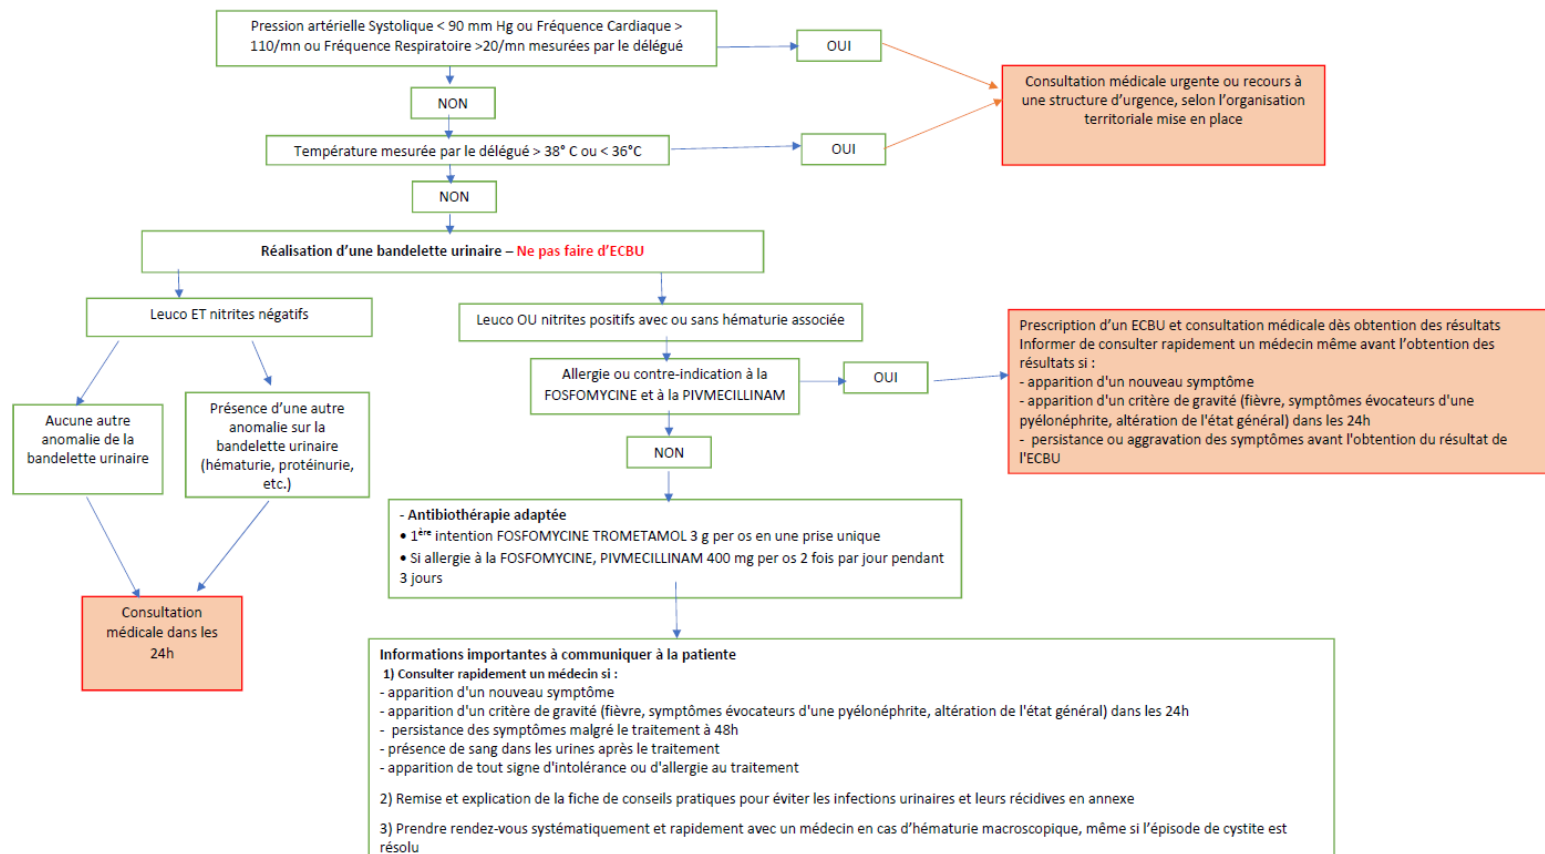 Pression artérielle Systolique < 90 mm Hg ou Fréquence Cardiaque >
110/mn ou Fréquence Respiratoire >20/mn mesurées par le délégué
OUI
Consultation médicale urgente ou recours à
une structure d’urgence, selon l’organisation
territoriale mise en place
NON
Température mesurée par le délégué > 38° C ou < 36°C
OUI
NON
Réalisation d’une bandelette urinaire – Ne pas faire d’ECBU
Leuco ET nitrites négatifs
Leuco OU nitrites positifs avec ou sans hématurie associée
Aucune autre
anomalie de la
bandelette urinaire
Présence d’une autre
anomalie sur la
bandelette urinaire
(hématurie, protéinurie,
etc.)
Consultation
médicale dans les
24h
Allergie ou contre-indication à la
FOSFOMYCINE et à la PIVMECILLINAM
OUI
Prescription d’un ECBU et consultation médicale dès obtention des résultats
Informer de consulter rapidement un médecin même avant l’obtention des
résultats si :
- apparition d'un nouveau symptôme
- apparition d'un critère de gravité (fièvre, symptômes évocateurs d'une
pyélonéphrite, altération de l'état général) dans les 24h
- persistance ou aggravation des symptômes avant l'obtention du résultat de
l'ECBU
NON
- Antibiothérapie adaptée
• 1ère intention FOSFOMYCINE TROMETAMOL 3 g per os en une prise unique
• Si allergie à la FOSFOMYCINE, PIVMECILLINAM 400 mg per os 2 fois par jour pendant
3 jours
Informations importantes à communiquer à la patiente
1) Consulter rapidement un médecin si :
- apparition d'un nouveau symptôme
- apparition d'un critère de gravité (fièvre, symptômes évocateurs d'une pyélonéphrite, altération de l'état général) dans les 24h
- persistance des symptômes malgré le traitement à 48h
- présence de sang dans les urines après le traitement
- apparition de tout signe d'intolérance ou d'allergie au traitement
2) Remise et explication de la fiche de conseils pratiques pour éviter les infections urinaires et leurs récidives en annexe
3) Prendre rendez-vous systématiquement et rapidement avec un médecin en cas d’hématurie macroscopique, même si l’épisode de cystite est
résolu